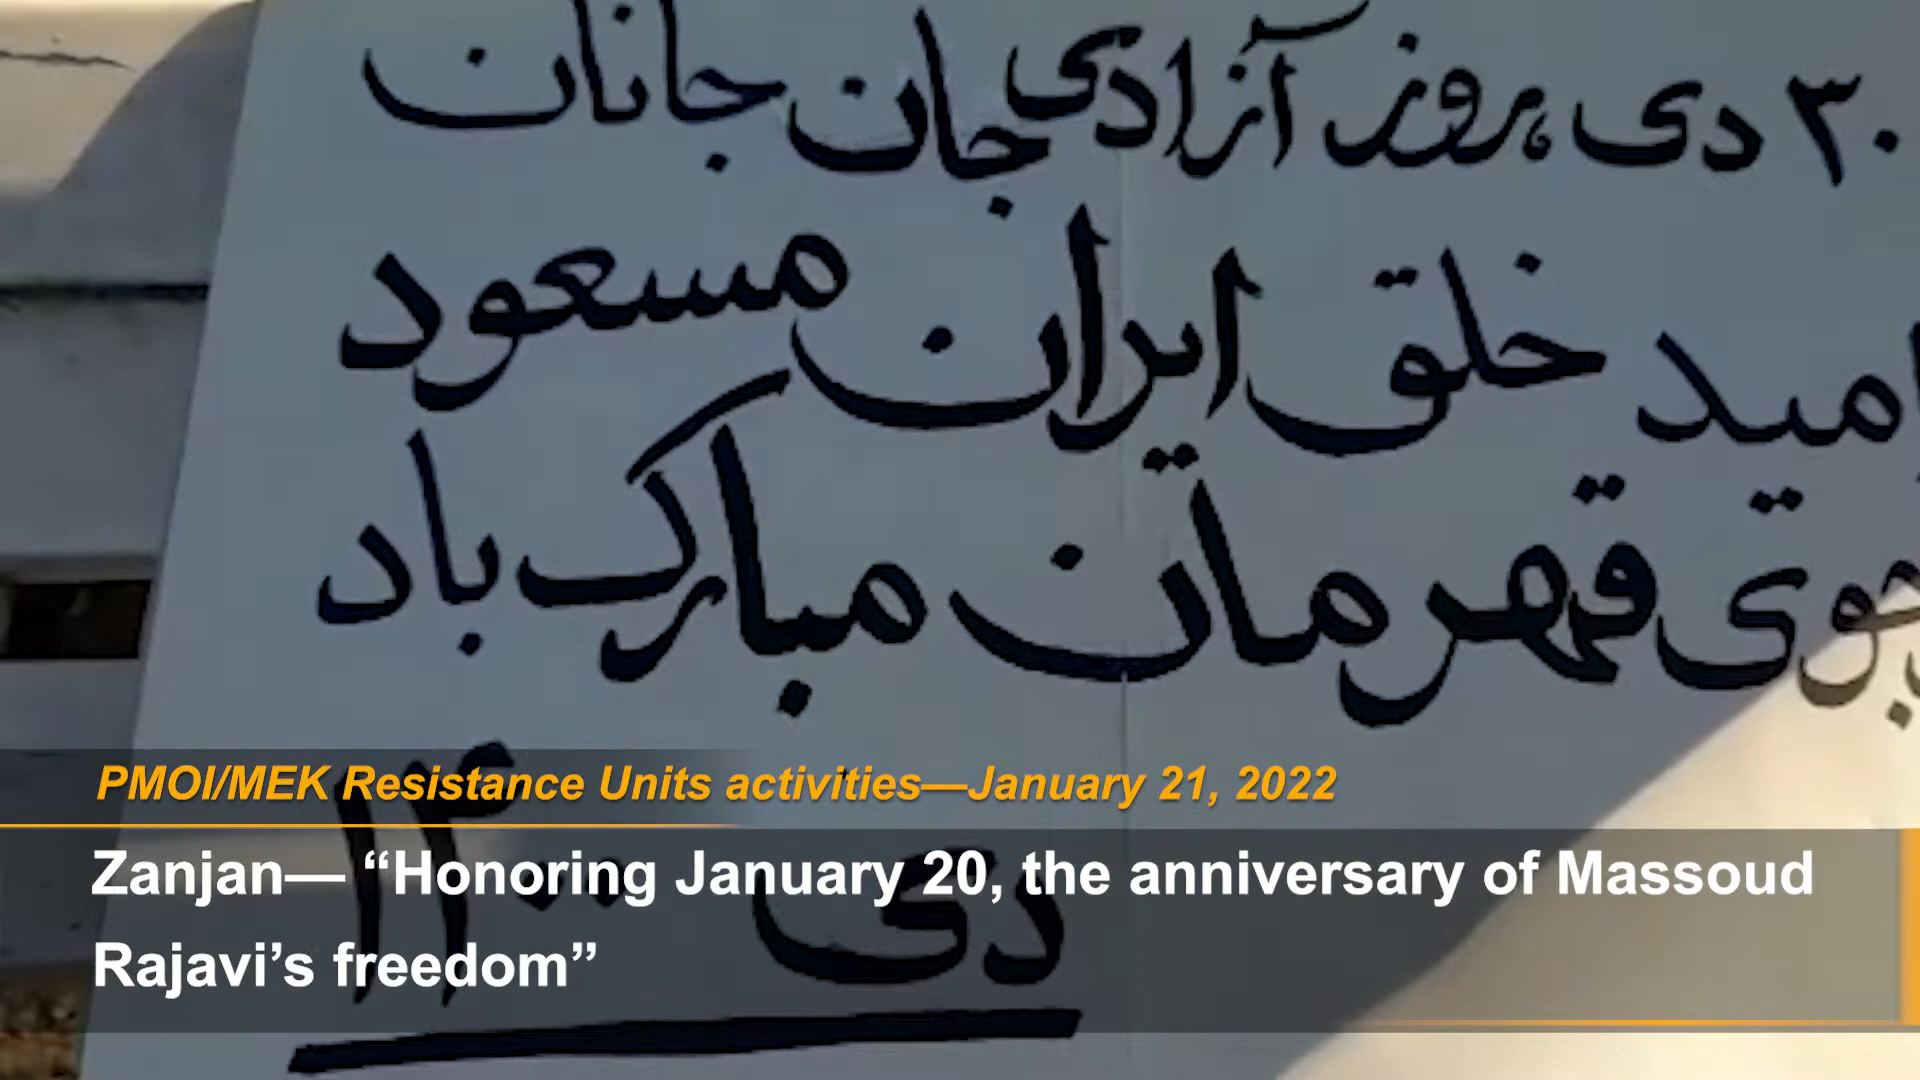 ۳۰ دی روز آزادی جان جانان
امید خلق ایران مسعود
رجوی قهرمان مبارک باد
دی ۱۴۰۰
PMOI/MEK Resistance Units activities—January 21, 2022
Zanjan— “Honoring January 20, the anniversary of Massoud
Rajavi’s freedom”